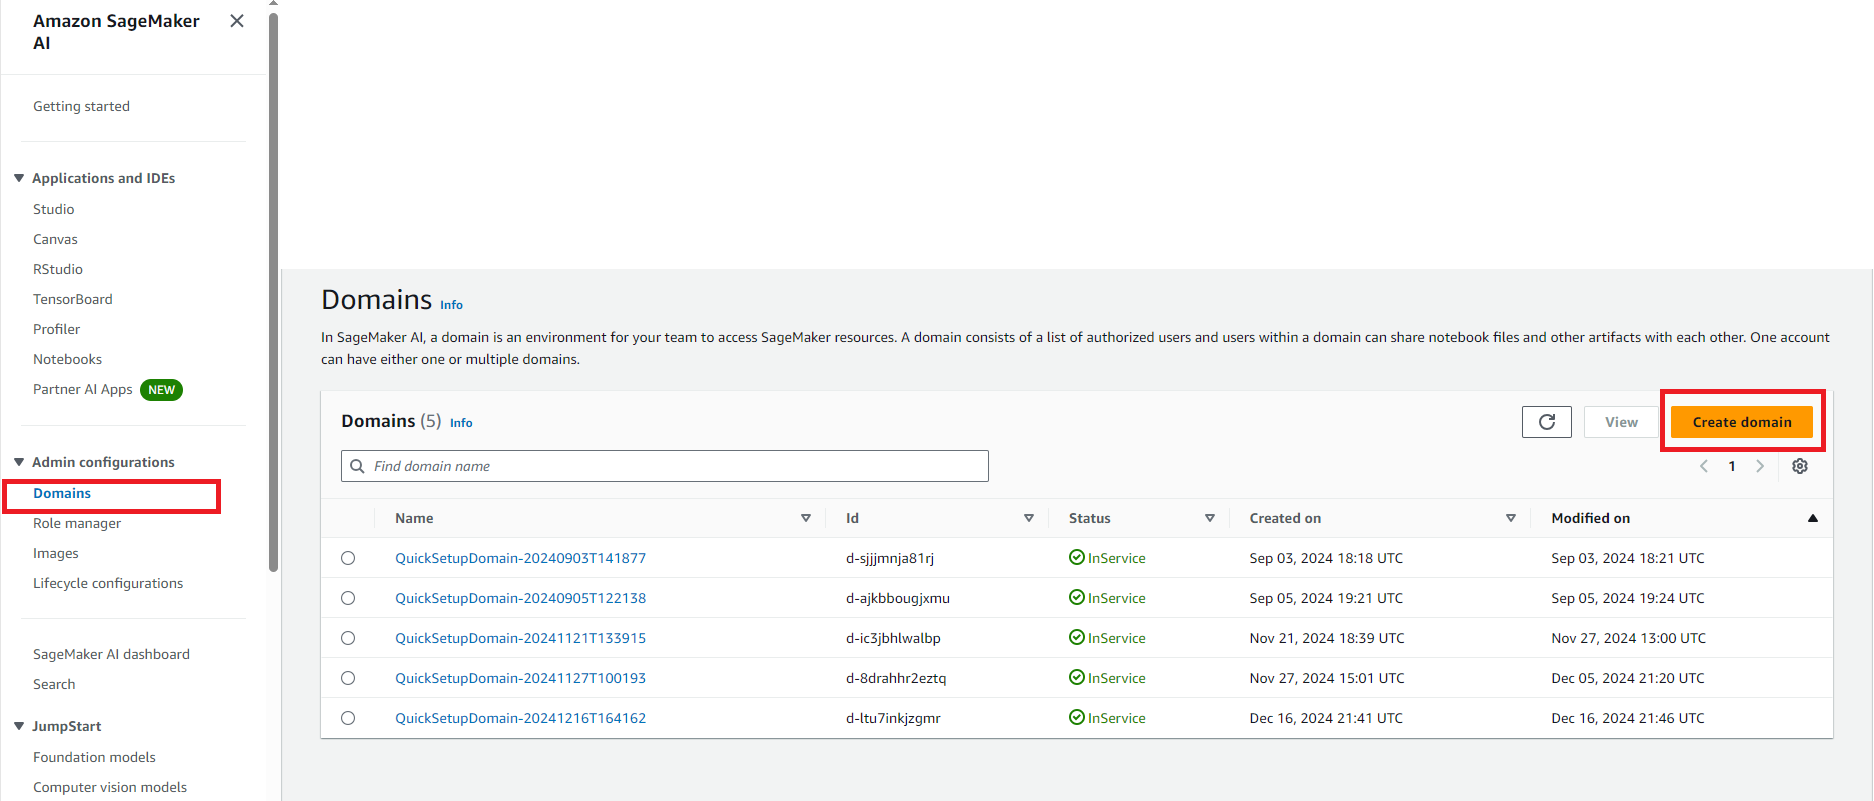 Amazon SageMaker
AI
Getting started
Applications and IDEs
Studio
Canvas
RStudio
TensorBoard
Profiler
Notebooks
Partner AI Apps NEW
Admin configurations
Domains
Role manager
Images
Lifecycle configurations
SageMaker AI dashboard
Search
JumpStart
Foundation models
Computer vision models
Domains Info
In SageMaker AI, a domain is an environment for your team to access SageMaker resources. A domain consists of a list of authorized users and users within a domain can share notebook files and other artifacts with each other. One account
can have either one or multiple domains.
Domains (5) Info View Create domain
Find domain name 1
Name Id Status Created on Modified on
QuickSetupDomain-20240903T141877 d-sjjjmnja81rj InService Sep 03, 2024 18:18 UTC Sep 03, 2024 18:21 UTC
QuickSetupDomain-20240905T122138 d-ajkbbougjxmu InService Sep 05, 2024 19:21 UTC Sep 05, 2024 19:24 UTC
QuickSetupDomain-20241121T133915 d-ic3jbhlwalbp InService Nov 21, 2024 18:39 UTC Nov 27, 2024 13:00 UTC
QuickSetupDomain-20241127T100193 d-8drahhr2eztq InService Nov 27, 2024 15:01 UTC Dec 05, 2024 21:20 UTC
QuickSetupDomain-20241216T164162 d-ltu7inkjzgmr InService Dec 16, 2024 21:41 UTC Dec 16, 2024 21:46 UTC